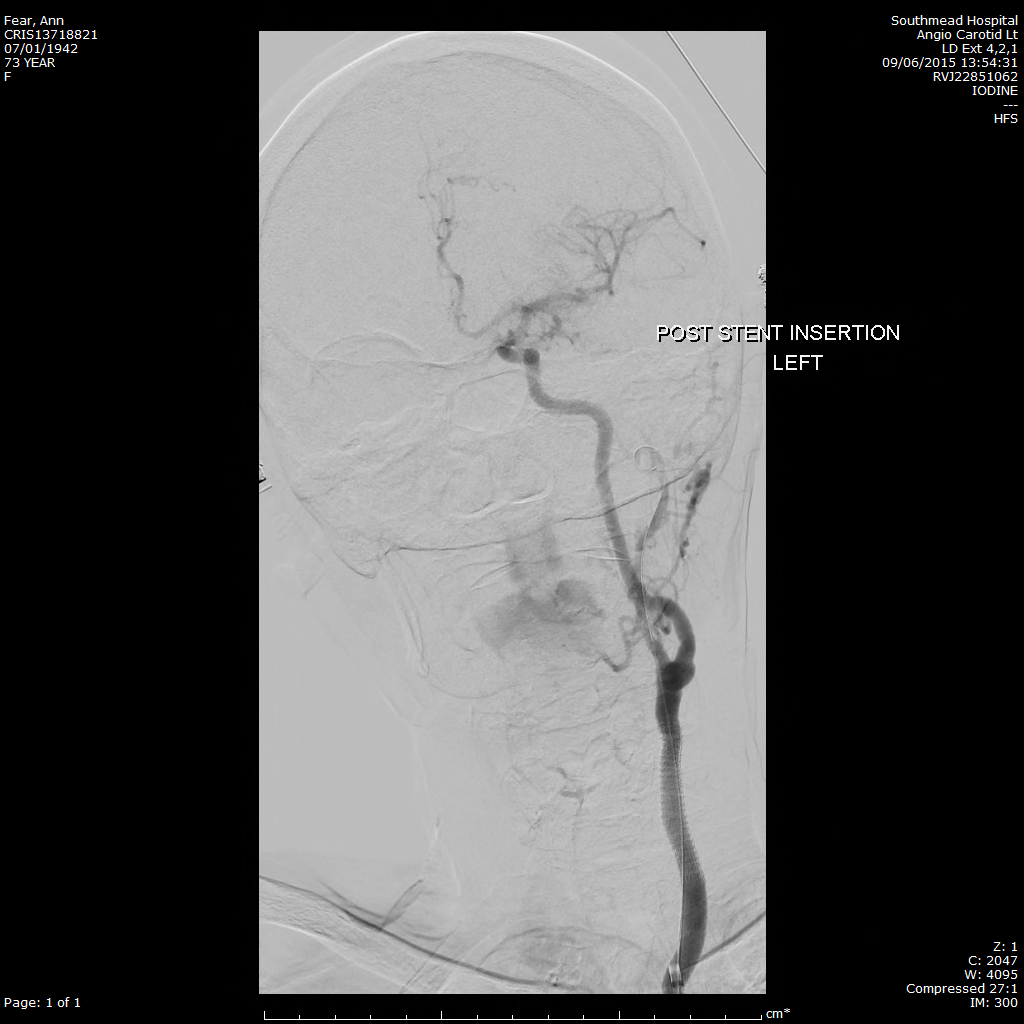 Fear, Ann
CRIS13718821
07/01/1942
73 YEAR
F
Southmead Hospital
Angio Carotid Lt
LD Ext 4,2,1
09/06/2015 13:54:31
RVJ22851062
IODINE
---
HFS
POST STENT INSERTION
LEFT
Z: 1
C: 2047
W: 4095
Compressed 27:1
IM: 300
Page: 1 of 1
cm*